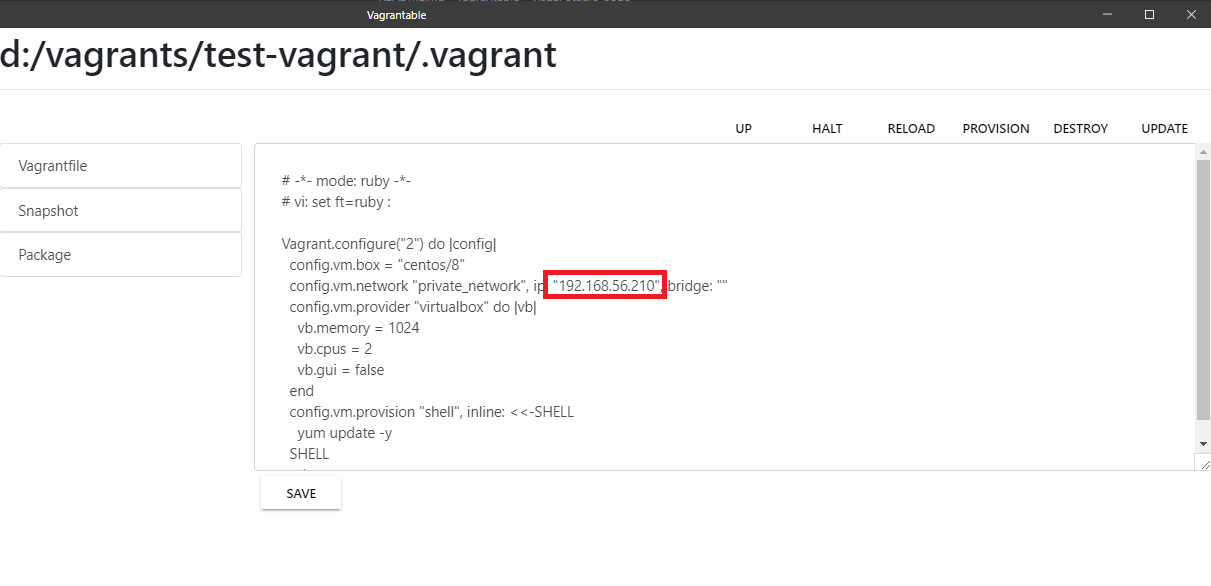 Vagrantable
d:/vagrants/test-vagrant/.vagrant
UP HALT RELOAD PROVISION DESTROY UPDATE
Vagrantfile
Snapshot
Package
# -*- mode: ruby -*-
# vi: set ft=ruby :
Vagrant.configure("2") do |config|
config.vm.box = "centos/8"
config.vm.network "private_network", ip: "192.168.56.210", bridge: ""
config.vm.provider "virtualbox" do |vb|
vb.memory = 1024
vb.cpus = 2
vb.gui = false
end
config.vm.provision "shell", inline: <<-SHELL
yum update -y
SHELL
SAVE